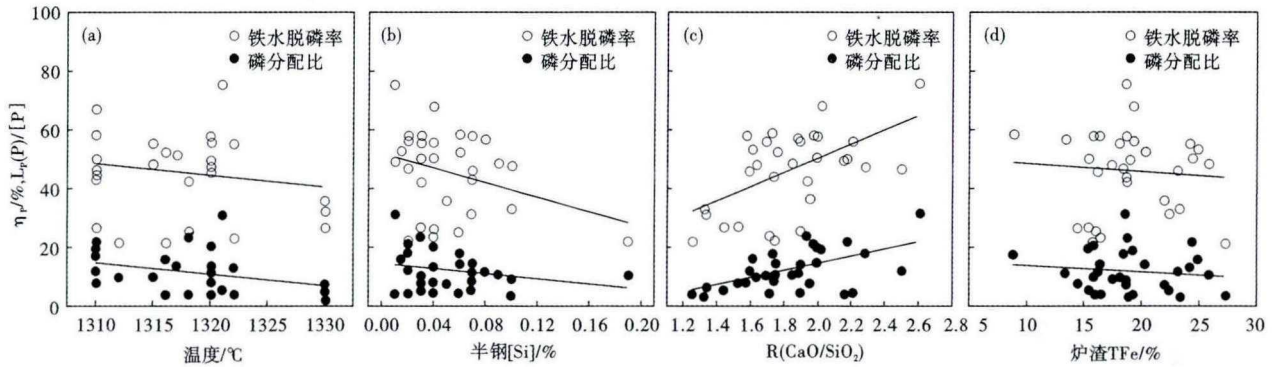 η_P/%, L_P(P)/[P]
100
80
60
40
20
0
(a)
○ 铁水脱磷率
● 磷分配比
1310 1315 1320 1325 1330
温度/℃
(b)
○ 铁水脱磷率
● 磷分配比
0.00 0.04 0.08 0.12 0.16 0.20
半钢[Si]/%
(c)
○ 铁水脱磷率
● 磷分配比
1.2 1.4 1.6 1.8 2.0 2.2 2.4 2.6 2.8
R(CaO/SiO₂)
(d)
○ 铁水脱磷率
● 磷分配比
5 10 15 20 25 30
炉渣TFe/%